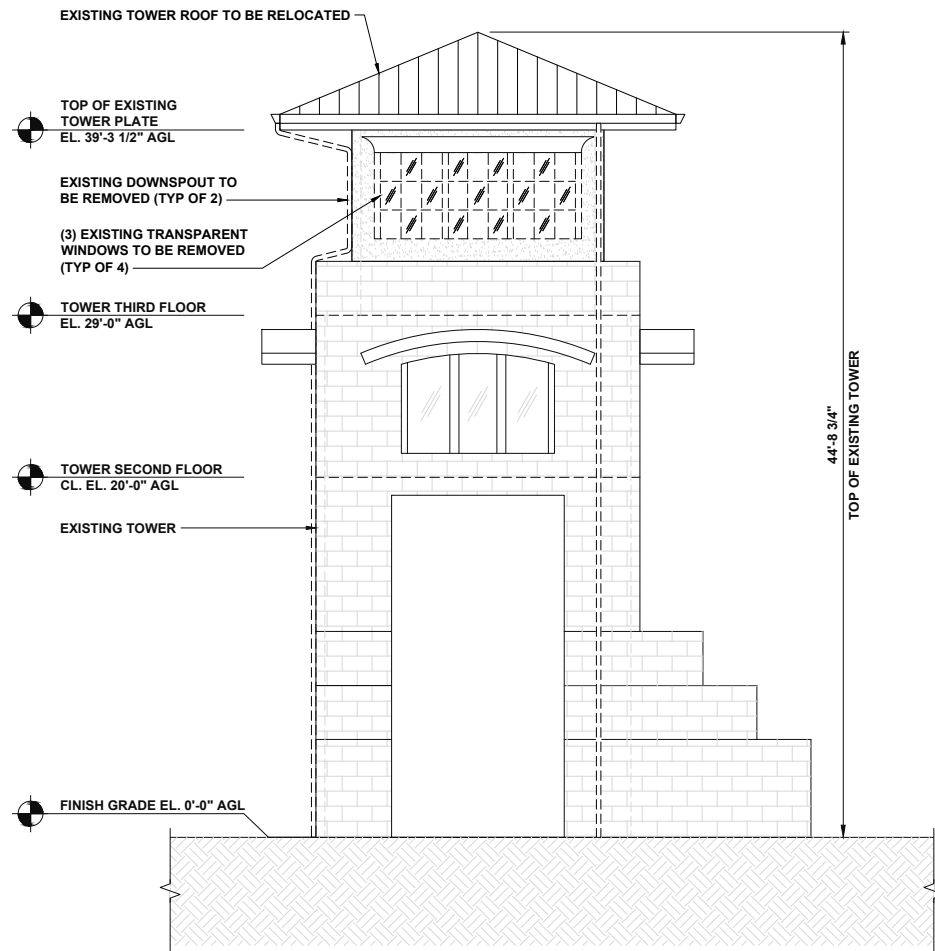 EXISTING TOWER ROOF TO BE RELOCATED
TOP OF EXISTING
TOWER PLATE
EL. 39'-3 1/2" AGL
EXISTING DOWNSPOUT TO
BE REMOVED (TYP OF 2)
(3) EXISTING TRANSPARENT
WINDOWS TO BE REMOVED
(TYP OF 4)
TOWER THIRD FLOOR
EL. 29'-0" AGL
44'-8 3/4"
TOP OF EXISTING TOWER
TOWER SECOND FLOOR
CL. EL. 20'-0" AGL
EXISTING TOWER
FINISH GRADE EL. 0'-0" AGL